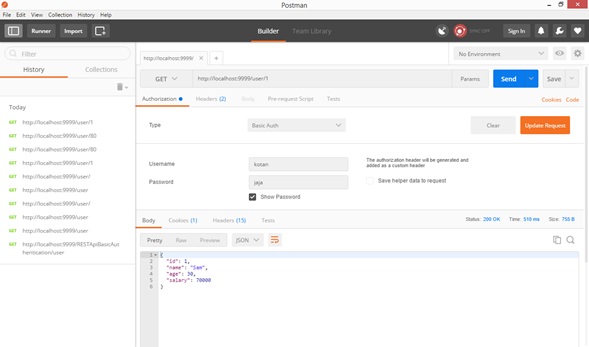 Postman
File Edit View Collection History Help
Runner Import Builder Team Library SYNC OFF Sign In
Filter
History Collections
Today
GET http://localhost:9999/user/1
GET http://localhost:9999/user/80
GET http://localhost:9999/user/80
GET http://localhost:9999/user/1
GET http://localhost:9999/user/
GET http://localhost:9999/user
GET http://localhost:9999/user/
GET http://localhost:9999/user
GET http://localhost:9999/user
GET http://localhost:9999/RESTApiBasicAut
hentication/user
http://localhost:9999/ No Environment
GET http://localhost:9999/user/1 Params Send Save
Authorization Headers (2) Body Pre-request Script Tests Cookies Code
Type Basic Auth Clear Update Request
Username kotari The authorization header will be generated and
added as a custom header
Password jaja Save helper data to request
Show Password
Body Cookies (1) Headers (15) Tests Status 200 OK Time: 510 ms Size: 755 B
Pretty Raw Preview JSON
1 {
2 "id": 1,
3 "name": "Sam",
4 "age": 30,
5 "salary": 70000
6 }